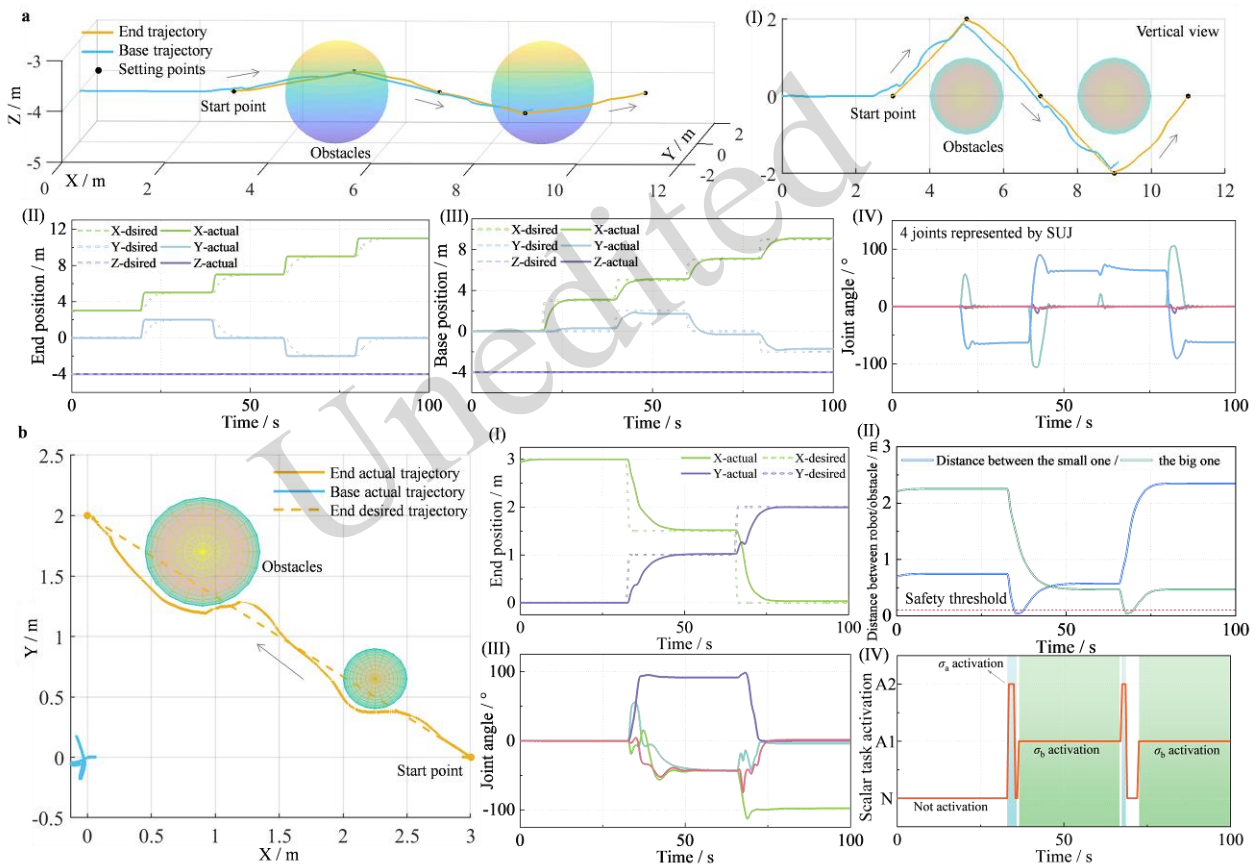 a
End trajectory
Base trajectory
Setting points
-3
-4
-5
Z / m
Start point
Obstacles
X / m
0
2
4
6
8
10
12
Y / m
2
0
-2
(I)
Vertical view
2
0
-2
Start point
Obstacles
0
2
4
6
8
10
12
(II)
X-dsired
X-actual
Y-dsired
Y-actual
Z-dsired
Z-actual
End position / m
12
8
4
0
-4
0
50
100
Time / s
(III)
X-dsired
X-actual
Y-dsired
Y-actual
Z-dsired
Z-actual
Base position / m
8
4
0
-4
0
50
100
Time / s
(IV)
4 joints represented by SUJ
Joint angle / °
100
0
-100
0
50
100
Time / s
Unedited
b
End actual trajectory
Base actual trajectory
End desired trajectory
Obstacles
Start point
Y / m
2.5
2
1.5
1
0.5
0
-0.5
0
0.5
1
1.5
2
2.5
3
X / m
(I)
X-actual
X-desired
Y-actual
Y-desired
End position / m
3
2
1
0
0
50
100
Time / s
(II)
Distance between the small one / the big one
Distance between robot/obstacle / m
Safety threshold
3
2
1
0
0
50
100
Time / s
(III)
Joint angle / °
100
0
-100
0
50
100
Time / s
(IV)
σa activation
Scalar task activation
A2
A1
N
σb activation
σb activation
Not activation
0
50
100
Time / s